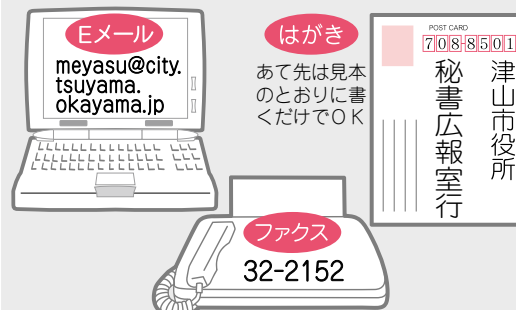 Eメール
meyasu@city.
tsuyama.
okayama.jp
はがき
あて先は見本
のとおりに書
くだけでOK
POST CARD
708-8501
津山市役所
秘書広報室行
ファクス
32-2152